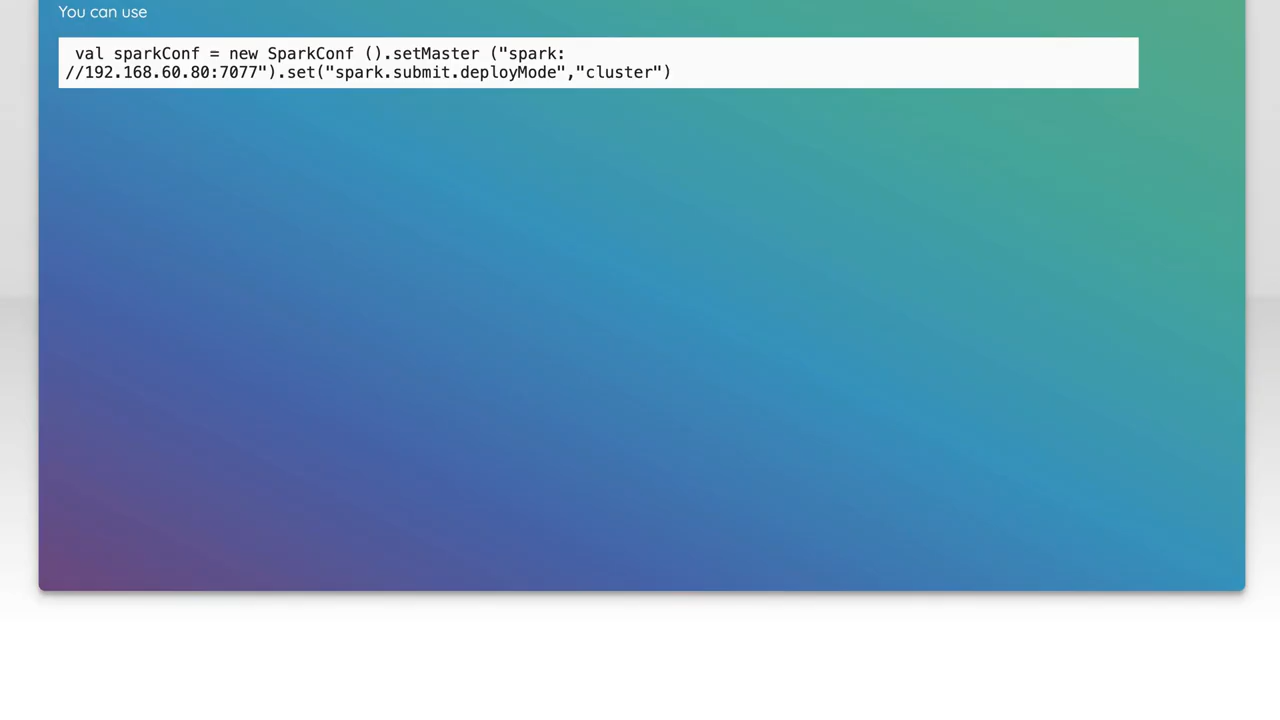 You can use
val sparkConf = new SparkConf ().setMaster ("spark:
//192.168.60.80:7077").set("spark.submit.deployMode","cluster")